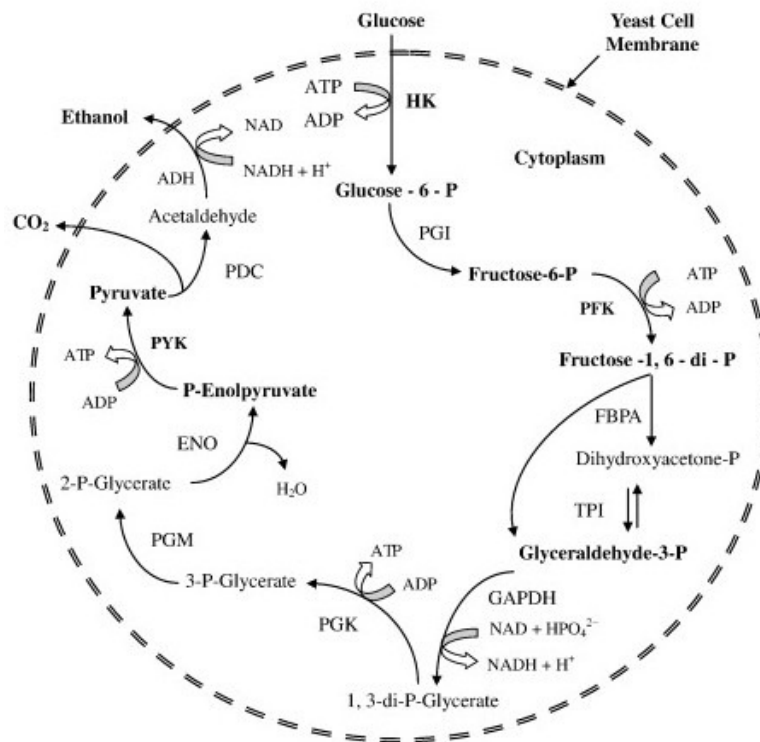 Glucose
Yeast Cell
Membrane
ATP
HK
ADP
Ethanol
NAD
NADH + H⁺
ADH
Cytoplasm
Acetaldehyde
Glucose - 6 - P
CO₂
PGI
PDC
Pyruvate
Fructose-6-P
ATP
PFK
ADP
PYK
ATP
ADP
P-Enolpyruvate
Fructose -1, 6 - di - P
FBPA
ENO
Dihydroxyacetone-P
2-P-Glycerate
H₂O
TPI
PGM
Glyceraldehyde-3-P
ATP
3-P-Glycerate
ADP
GAPDH
PGK
NAD + HPO₄²⁻
NADH + H⁺
1, 3-di-P-Glycerate